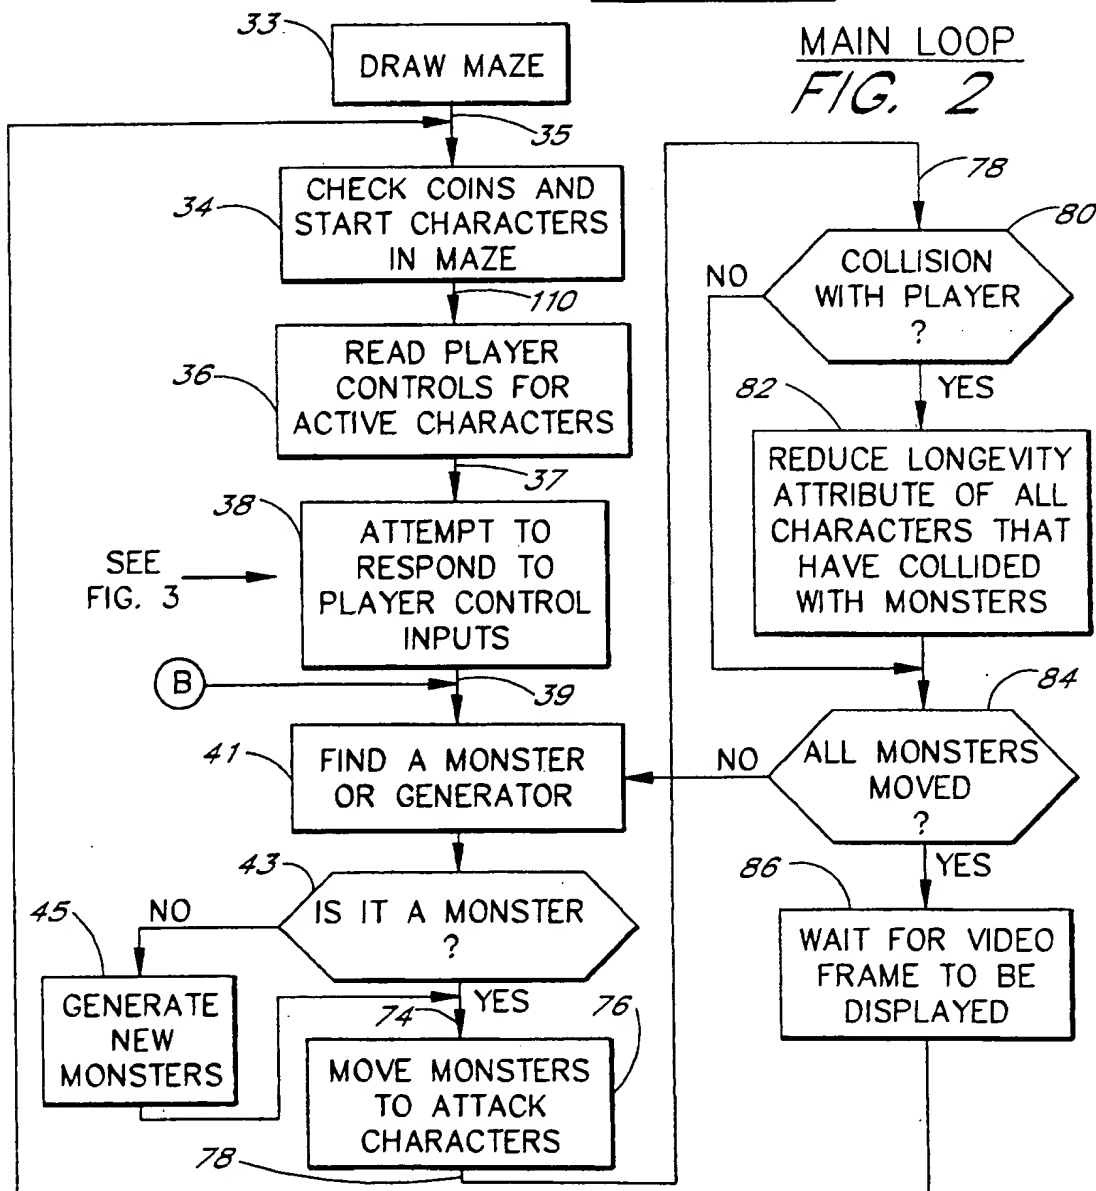 MAIN LOOP
FIG. 2
33
DRAW MAZE
35
34
CHECK COINS AND
START CHARACTERS
IN MAZE
110
36
READ PLAYER
CONTROLS FOR
ACTIVE CHARACTERS
37
38
ATTEMPT TO
RESPOND TO
PLAYER CONTROL
INPUTS
SEE
FIG. 3
B
39
41
FIND A MONSTER
OR GENERATOR
43
IS IT A MONSTER
?
NO
45
GENERATE
NEW
MONSTERS
YES
74
76
MOVE MONSTERS
TO ATTACK
CHARACTERS
78
78
80
COLLISION
WITH PLAYER
?
NO
YES
82
REDUCE LONGEVITY
ATTRIBUTE OF ALL
CHARACTERS THAT
HAVE COLLIDED
WITH MONSTERS
84
ALL MONSTERS
MOVED
?
NO
YES
86
WAIT FOR VIDEO
FRAME TO BE
DISPLAYED